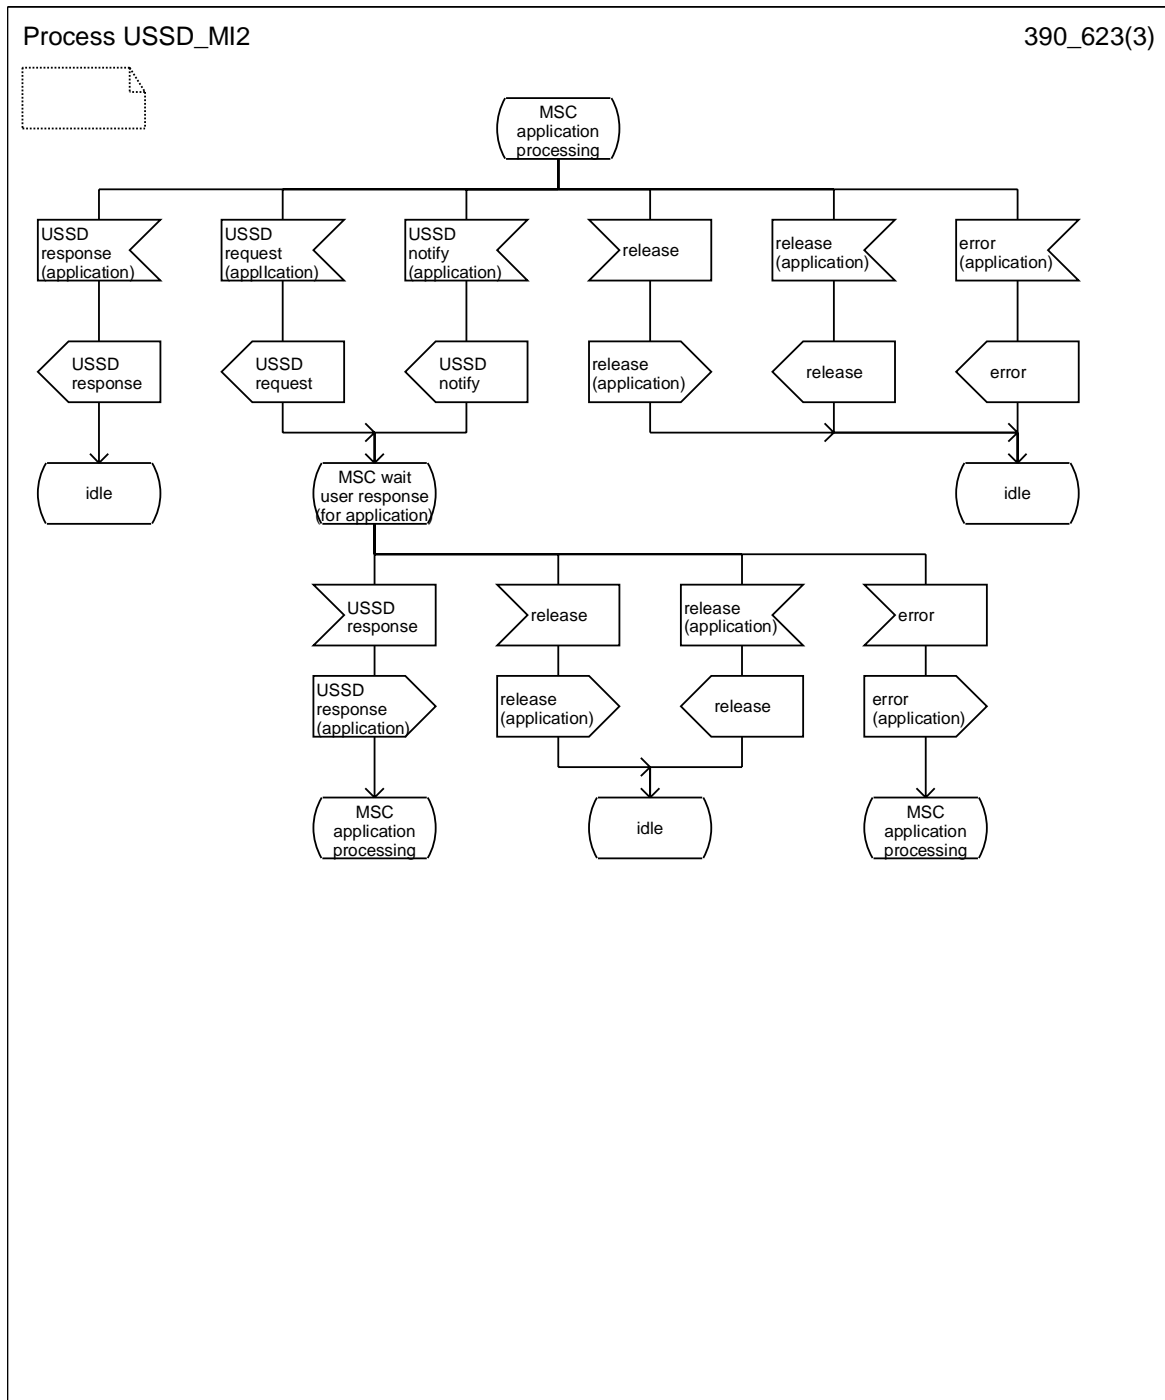 Process USSD_MI2
390_623(3)
MSC
application
processing
USSD
response
(application)
USSD
request
(appIlcation)
USSD
notify
(application)
release
release
(application)
error
(application)
USSD
response
USSD
request
USSD
notify
release
(application)
release
error
idle
MSC wait
user response
(for application)
idle
USSD
response
release
release
(application)
error
USSD
response
(application)
release
(application)
release
error
(application)
MSC
application
processing
idle
MSC
application
processing